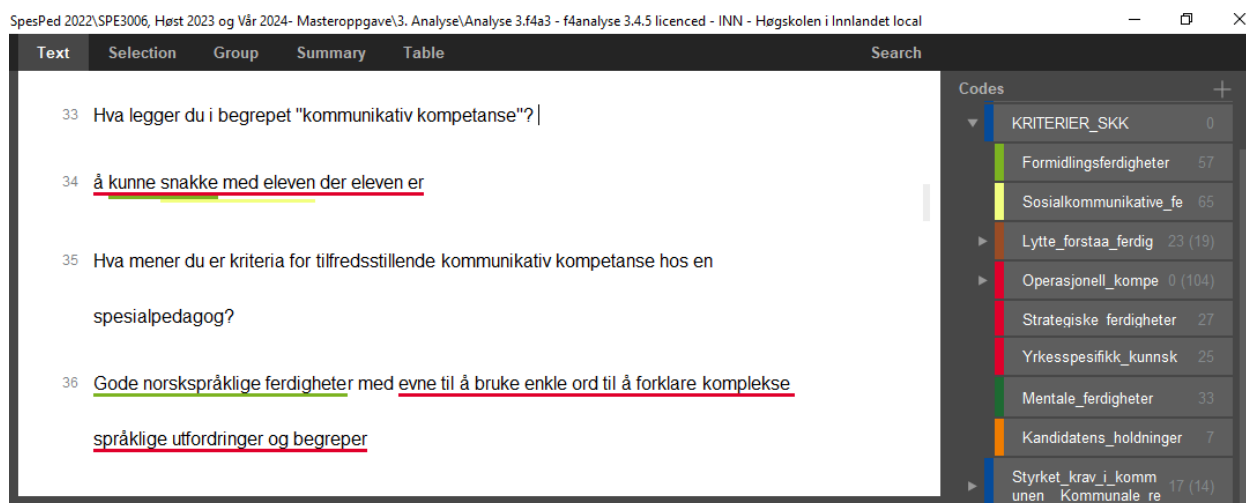 SpesPed 2022\SPE3006, Høst 2023 og Vår 2024- Masteroppgave\3. Analyse\Analyse 3.f4a3 - f4analyse 3.4.5 licenced - INN - Høgskolen i Innlandet local
Text Selection Group Summary Table Search
33 Hva legger du i begrepet "kommunikativ kompetanse"?
34 å kunne snakke med eleven der eleven er
35 Hva mener du er kriteria for tilfredsstillende kommunikativ kompetanse hos en
spesialpedagog?
36 Gode norskspråklige ferdigheter med evne til å bruke enkle ord til å forklare komplekse
språklige utfordringer og begreper
Codes
KRITERIER_SKK 0
Formidlingsferdigheter 57
Sosialkommunikative_fe 65
Lytte_forstaa_ferdig 23 (19)
Operasjonell_kompe 0 (104)
Strategiske ferdigheter 27
Yrkesspesifikk_kunnsk 25
Mentale_ferdigheter 33
Kandidatens_holdninger 7
Styrket_krav_i_komm 17 (14)
unen Kommunale re